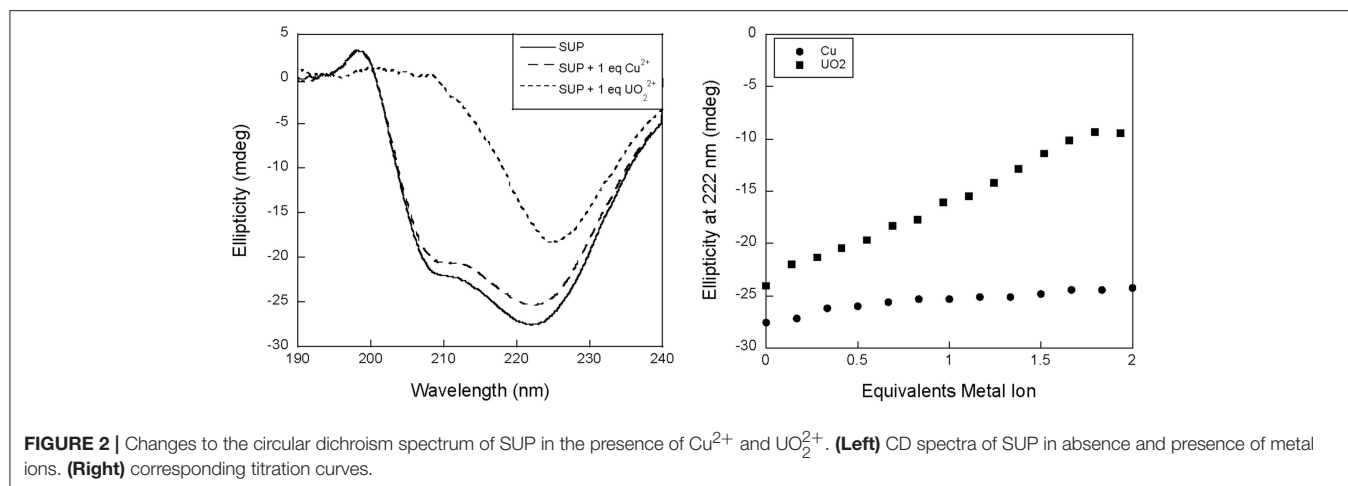 5
0
-5
-10
-15
-20
-25
-30
Ellipticity (mdeg)
SUP
SUP + 1 eq Cu²⁺
SUP + 1 eq UO₂²⁺
190 200 210 220 230 240
Wavelength (nm)
0
-5
-10
-15
-20
-25
-30
Ellipticity at 222 nm (mdeg)
Cu
UO2
0 0.5 1 1.5 2
Equivalents Metal Ion
FIGURE 2 | Changes to the circular dichroism spectrum of SUP in the presence of Cu²⁺ and UO₂²⁺. (Left) CD spectra of SUP in absence and presence of metal
ions. (Right) corresponding titration curves.